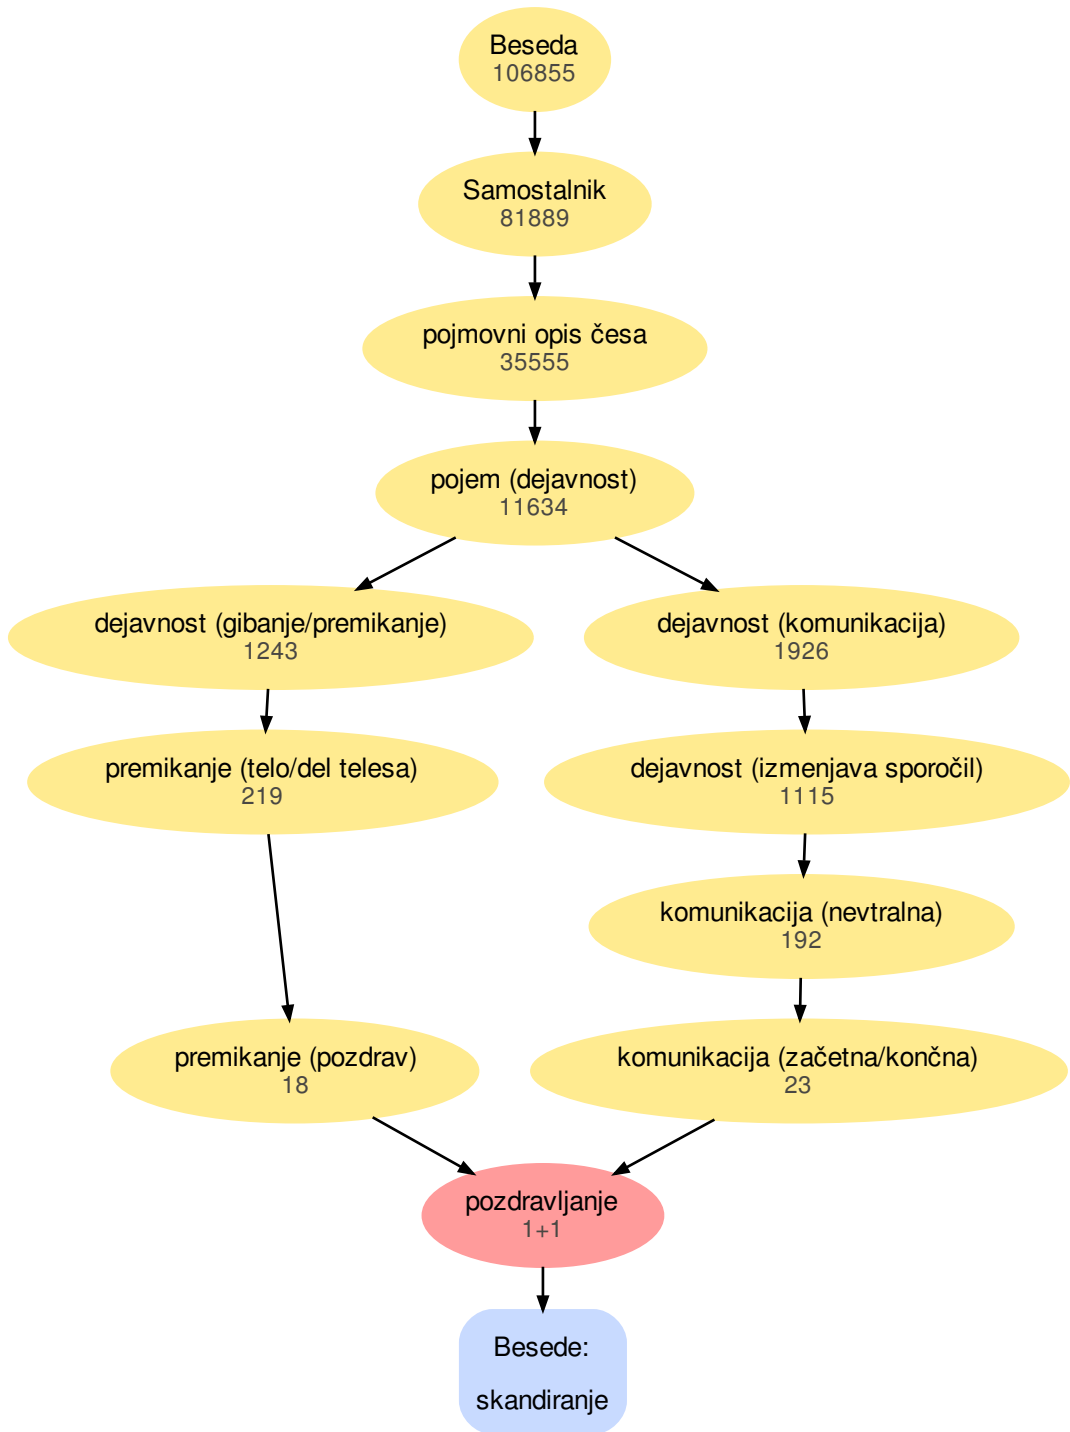 Beseda
106855
Samostalnik
81889
pojmovni opis česa
35555
pojem (dejavnost)
11634
dejavnost (gibanje/premikanje)
1243
dejavnost (komunikacija)
1926
premikanje (telo/del telesa)
219
dejavnost (izmenjava sporočil)
1115
komunikacija (nevtralna)
192
premikanje (pozdrav)
18
komunikacija (začetna/končna)
23
pozdravljanje
1+1
Besede:
skandiranje